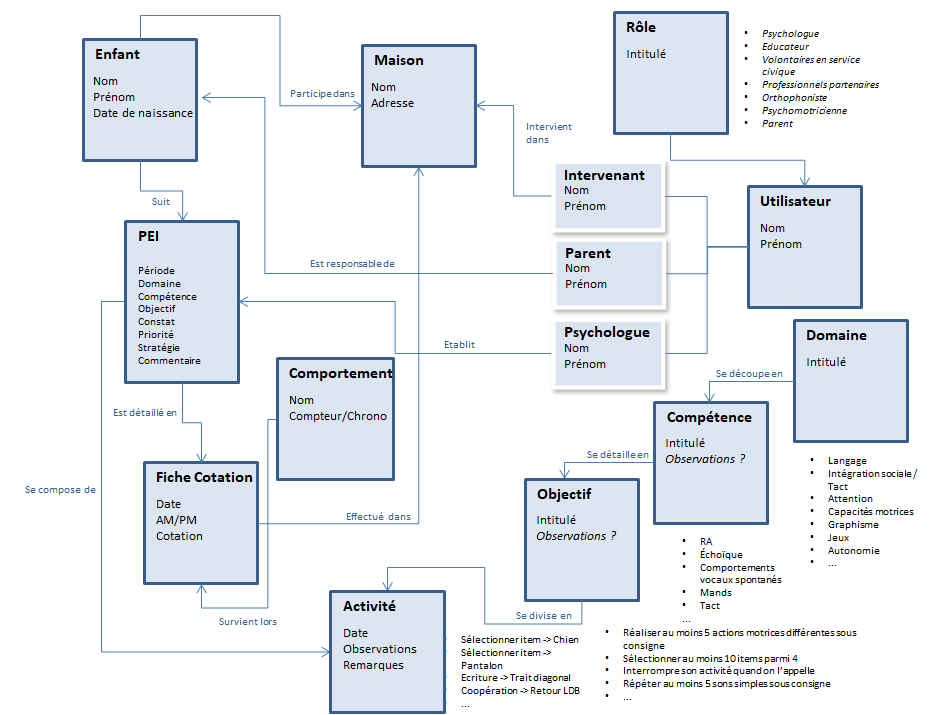 Enfant
Nom
Prénom
Date de naissance
Participe dans
Maison
Nom
Adresse
Rôle
Intitulé
• Psychologue
• Educateur
• Volontaires en service
civique
• Professionnels partenaires
• Orthophoniste
• Psychomotricienne
• Parent
Intervient
dans
Intervenant
Nom
Prénom
Utilisateur
Nom
Prénom
Suit
PEI
Période
Domaine
Compétence
Objectif
Constat
Priorité
Stratégie
Commentaire
Est responsable de
Parent
Nom
Prénom
Etablit
Psychologue
Nom
Prénom
Domaine
Intitulé
Se découpe en
Comportement
Nom
Compteur/Chrono
Est détaillé en
Compétence
Intitulé
Observations ?
Se détaille en
• Langage
• Intégration sociale /
Tact
• Attention
• Capacités motrices
• Graphisme
• Jeux
• Autonomie
• ...
Fiche Cotation
Date
AM/PM
Cotation
Se compose de
Effectué dans
Objectif
Intitulé
Observations ?
• RA
• Échoïque
• Comportements
vocaux spontanés
• Mands
• Tact
...
Survient lors
Activité
Date
Observations
Remarques
Se divise en
Sélectionner item -> Chien
Sélectionner item ->
Pantalon
Ecriture -> Trait diagonal
Coopération -> Retour LDB
...
• Réaliser au moins 5 actions motrices différentes sous
consigne
• Sélectionner au moins 10 items parmi 4
• Interrompre son activité quand on l'appelle
• Répéter au moins 5 sons simples sous consigne
• ...